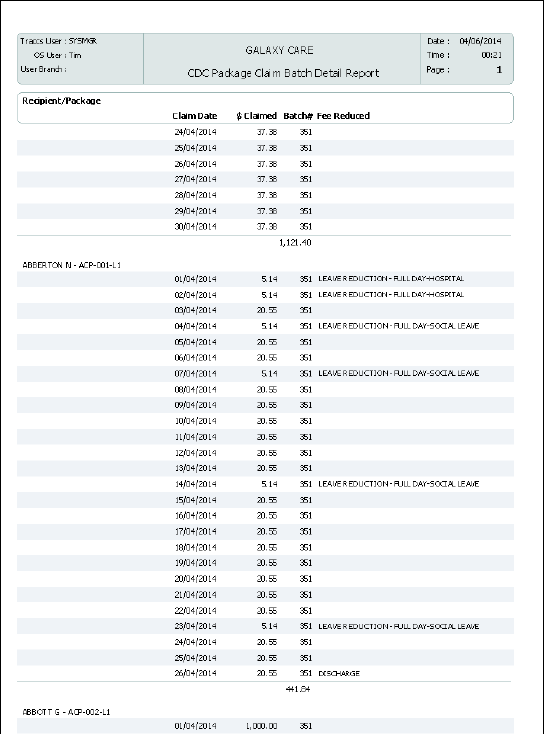 Traccs User : SYSMGR
OS User : Tim
User Branch :
GALAXY CARE
CDC Package Claim Batch Detail Report
Date : 04/06/2014
Time : 00:21
Page : 1
Recipient/Package
Claim Date $ Claimed Batch# Fee Reduced
24/04/2014 37.38 351
25/04/2014 37.38 351
26/04/2014 37.38 351
27/04/2014 37.38 351
28/04/2014 37.38 351
29/04/2014 37.38 351
30/04/2014 37.38 351
1,121.40
ABBERTON N - ACP-001-L1
01/04/2014 5.14 351 LEAVE REDUCTION - FULL DAY-HOSPITAL
02/04/2014 5.14 351 LEAVE REDUCTION - FULL DAY-HOSPITAL
03/04/2014 20.55 351
04/04/2014 5.14 351 LEAVE REDUCTION - FULL DAY-SOCIAL LEAVE
05/04/2014 20.55 351
06/04/2014 20.55 351
07/04/2014 5.14 351 LEAVE REDUCTION - FULL DAY-SOCIAL LEAVE
08/04/2014 20.55 351
09/04/2014 20.55 351
10/04/2014 20.55 351
11/04/2014 20.55 351
12/04/2014 20.55 351
13/04/2014 20.55 351
14/04/2014 5.14 351 LEAVE REDUCTION - FULL DAY-SOCIAL LEAVE
15/04/2014 20.55 351
16/04/2014 20.55 351
17/04/2014 20.55 351
18/04/2014 20.55 351
19/04/2014 20.55 351
20/04/2014 20.55 351
21/04/2014 20.55 351
22/04/2014 20.55 351
23/04/2014 5.14 351 LEAVE REDUCTION - FULL DAY-SOCIAL LEAVE
24/04/2014 20.55 351
25/04/2014 20.55 351
26/04/2014 20.55 351 DISCHARGE
441.84
ABBOTT G - ACP-002-L1
01/04/2014 1,000.00 351